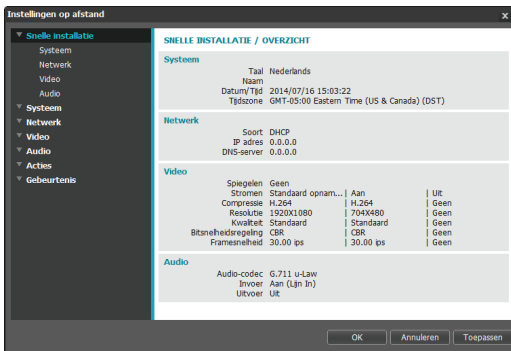 Instellingen op afstand
x
Snelle installatie
Systeem
Netwerk
Video
Audio
Systeem
Netwerk
Video
Audio
Acties
Gebeurtenis
SNELLE INSTALLATIE / OVERZICHT
Systeem
Taal Nederlands
Naam
Datum/Tijd 2014/07/16 15:03:22
Tijdszone GMT-05:00 Eastern Time (US & Canada) (DST)
Netwerk
Soort DHCP
IP adres 0.0.0.0
DNS-server 0.0.0.0
Video
Spiegelen Geen
Stromen Standaard opnam... | Aan | Uit
Compressie H.264 | H.264 | Geen
Resolutie 1920X1080 | 704X480 | Geen
Kwaliteit Standaard | Standaard | Geen
Bitsnelheidsregeling CBR | CBR | Geen
Framesnelheid 30.00 ips | 30.00 ips | Geen
Audio
Audio-codec G.711 u-Law
Invoer Aan (Lijn In)
Uitvoer Uit
OK Annuleren Toepassen